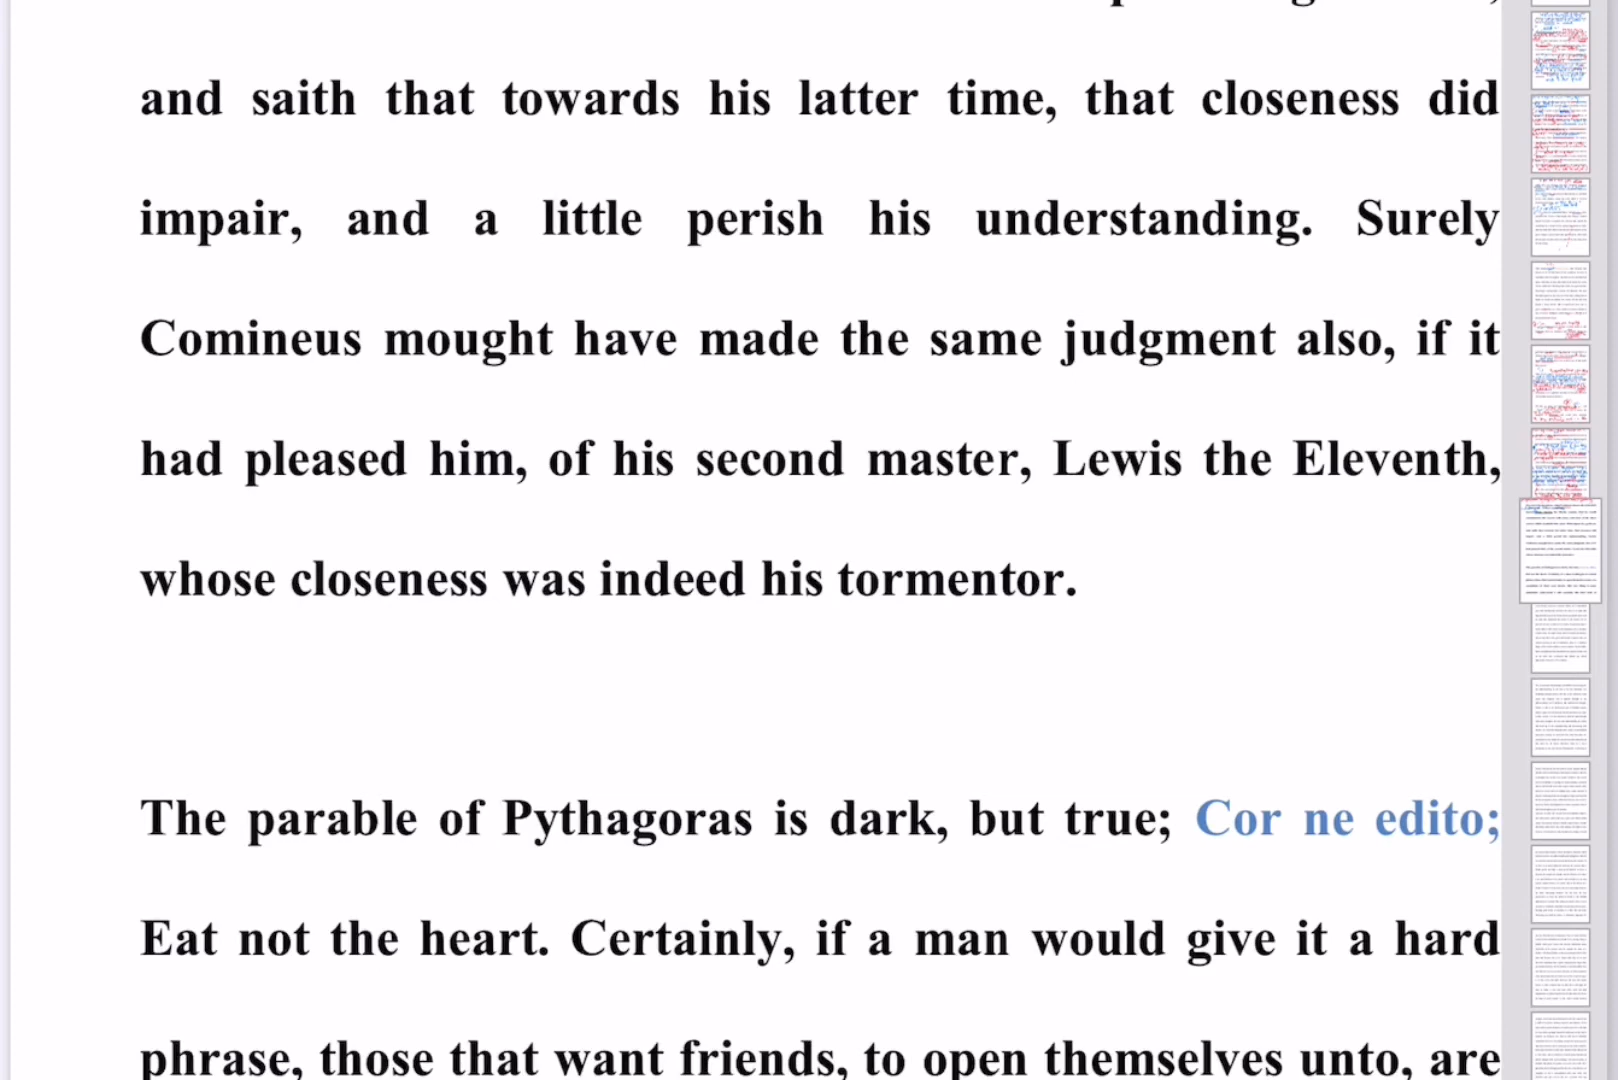 and saith that towards his latter time, that closeness did
impair, and a little perish his understanding. Surely
Comineus mought have made the same judgment also, if it
had pleased him, of his second master, Lewis the Eleventh,
whose closeness was indeed his tormentor.
The parable of Pythagoras is dark, but true; Cor ne edito;
Eat not the heart. Certainly, if a man would give it a hard
phrase, those that want friends, to open themselves unto, are